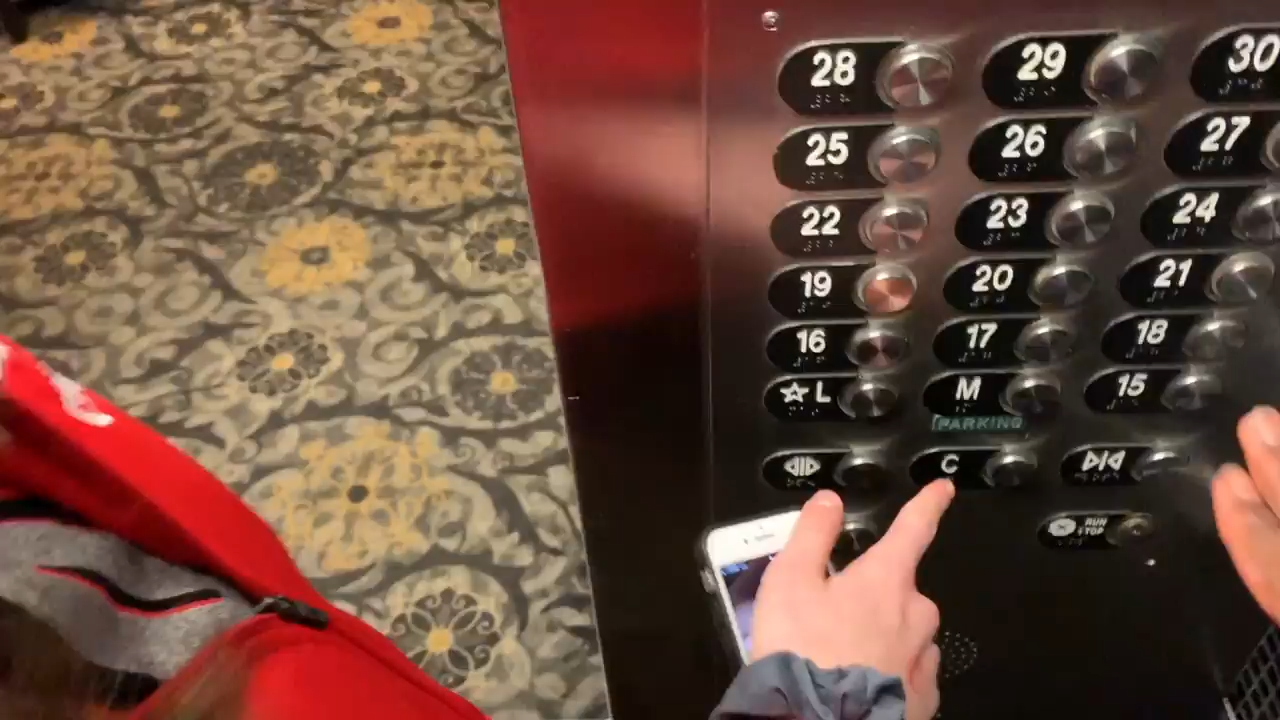 28 29 30
25 26 27
22 23 24
19 20 21
16 17 18
☆ L M 15
PARKING
C
RUN
STOP